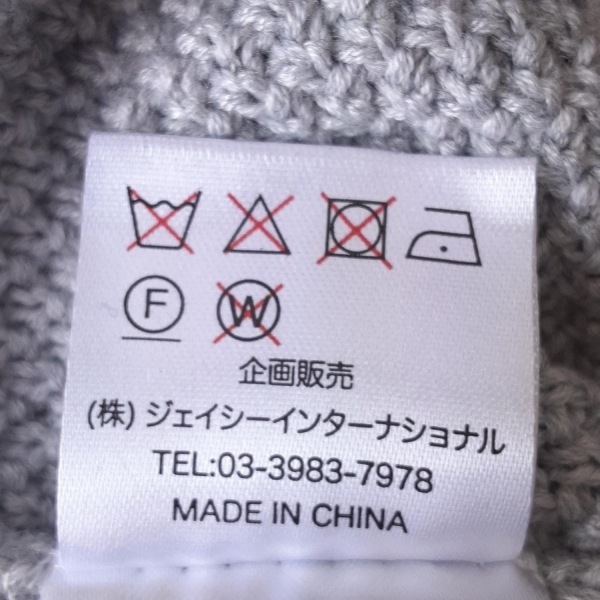 F W
企画販売
(株) ジェイシーインターナショナル
TEL:03-3983-7978
MADE IN CHINA